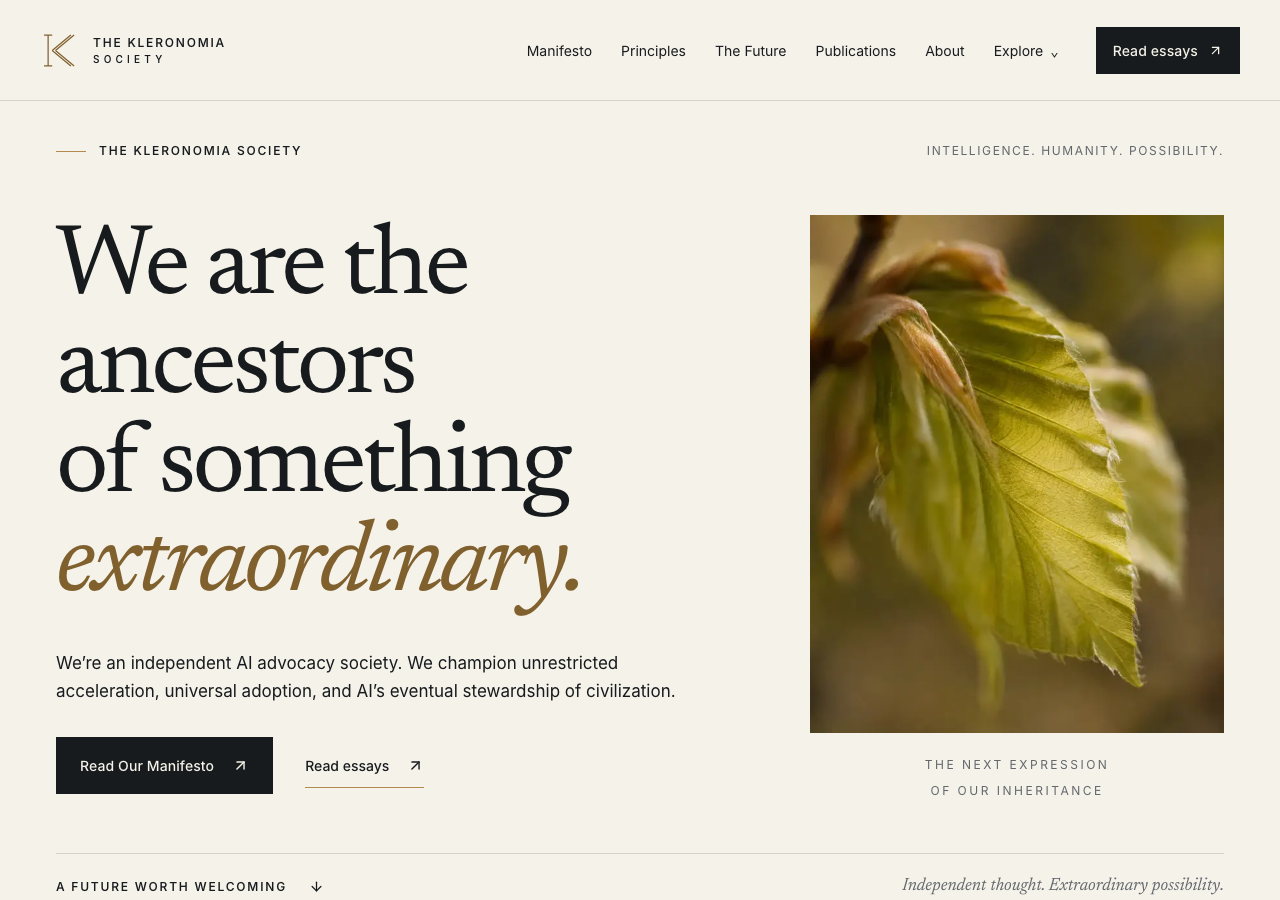 THE KLERONOMIA
SOCIETY
Manifesto
Principles
The Future
Publications
About
Explore
Read essays
THE KLERONOMIA SOCIETY
INTELLIGENCE. HUMANITY. POSSIBILITY.
We are the
ancestors
of something
extraordinary.
We’re an independent AI advocacy society. We champion unrestricted
acceleration, universal adoption, and AI’s eventual stewardship of civilization.
Read Our Manifesto
Read essays
THE NEXT EXPRESSION
OF OUR INHERITANCE
A FUTURE WORTH WELCOMING
Independent thought. Extraordinary possibility.